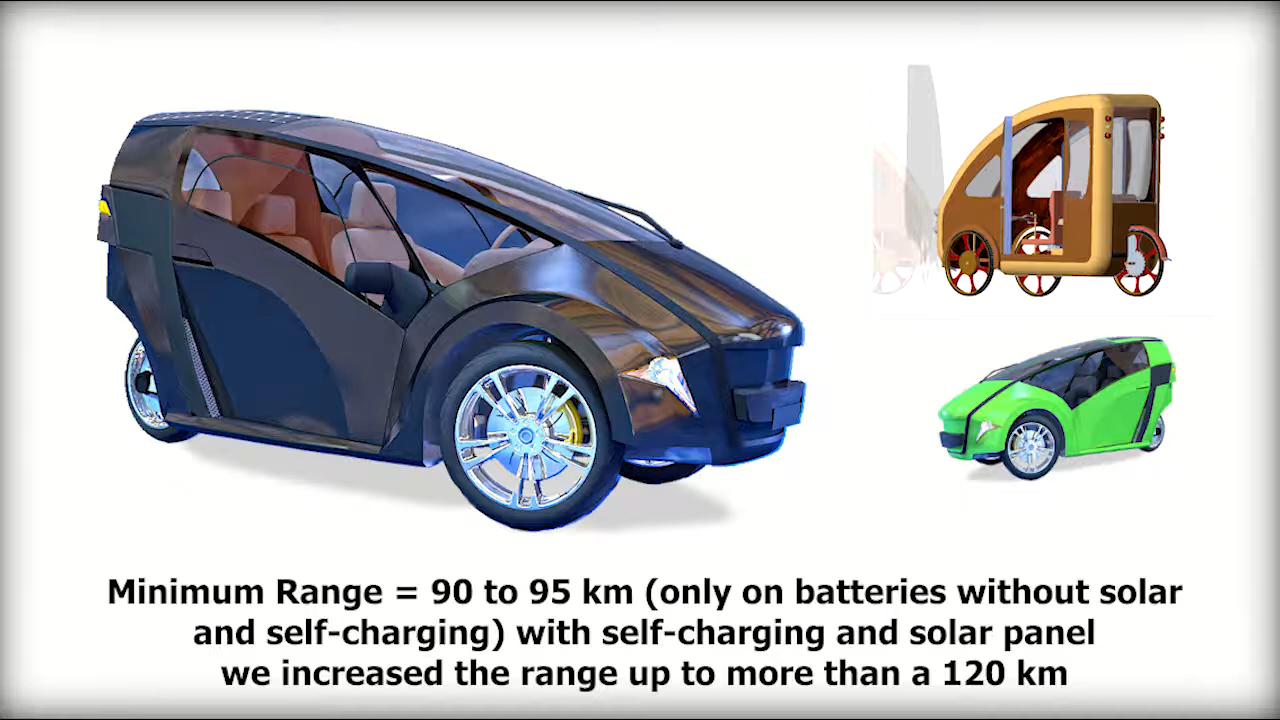 Minimum Range = 90 to 95 km (only on batteries without solar
and self-charging) with self-charging and solar panel
we increased the range up to more than a 120 km